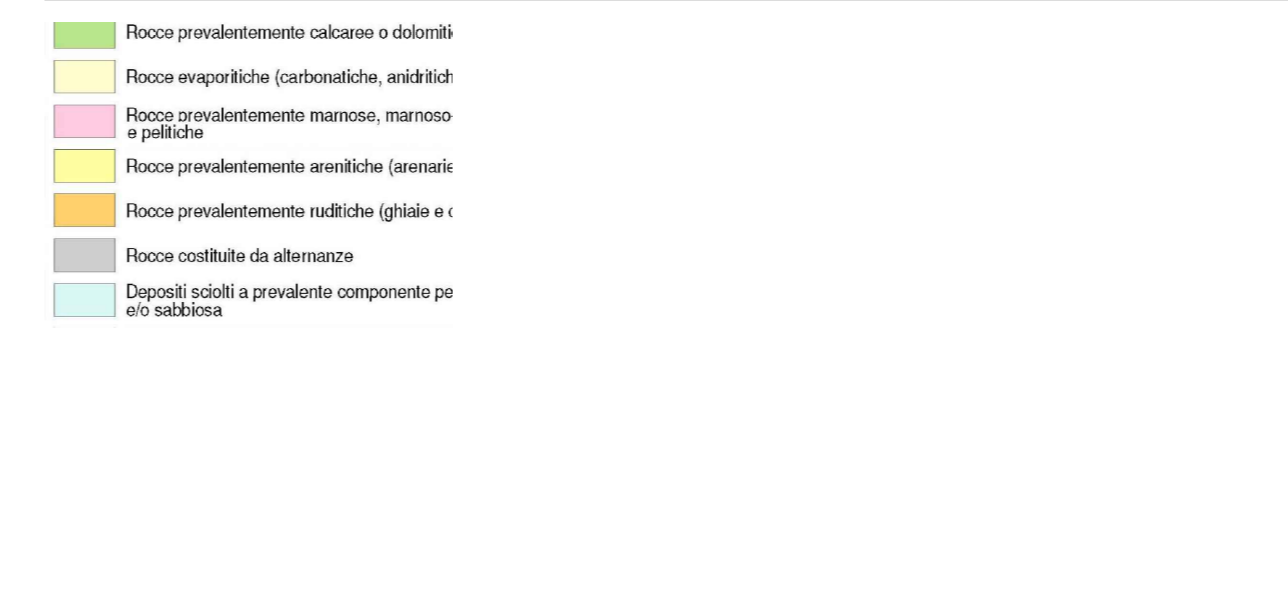 Rocce prevalentemente calcaree o dolomiti
Rocce evaporitiche (carbonatiche, anidritich
Rocce prevalentemente marnose, marnoso-
e pelitiche
Rocce prevalentemente arenitiche (arenarie
Rocce prevalentemente ruditiche (ghiaie e c
Rocce costituite da alternanze
Depositi sciolti a prevalente componente pe
e/o sabbiosa